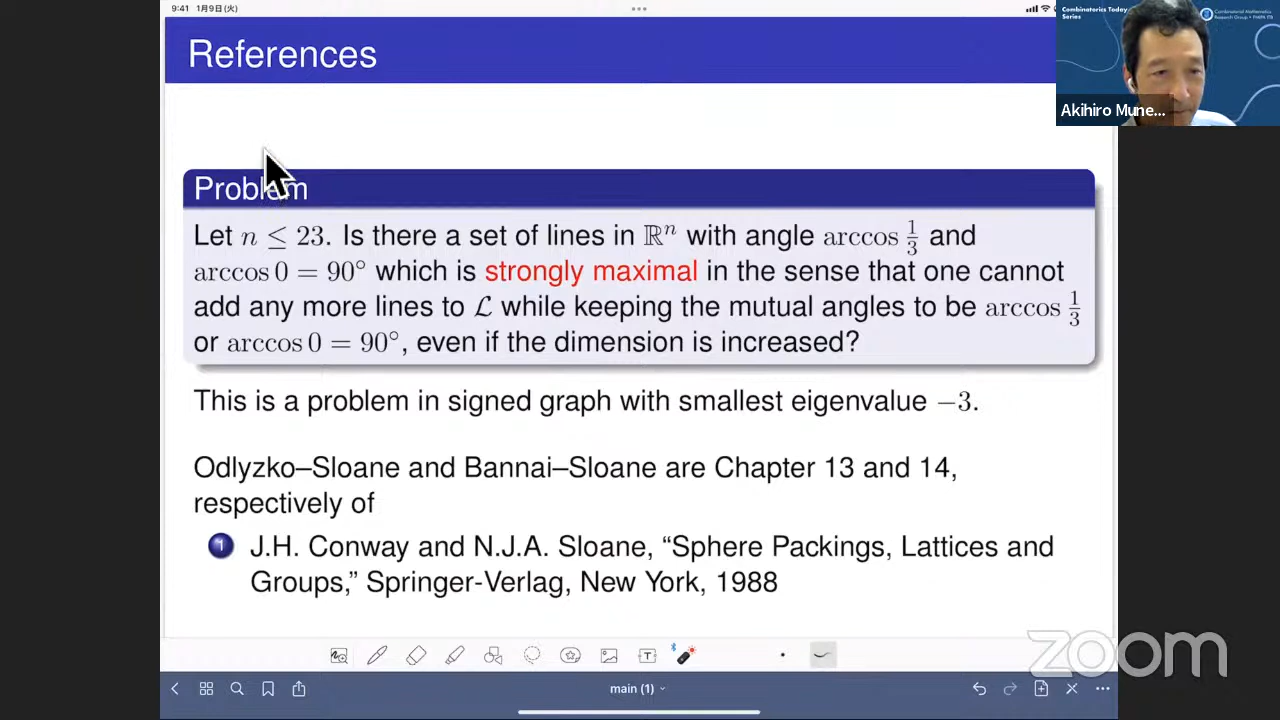 9:41 1月9日(火)
Combinatorics Today
Series
Combinatorial Mathematics
References
Akihiro Mune...
Problem
Let n ≤ 23. Is there a set of lines in ℝⁿ with angle arccos 1/3 and
arccos 0 = 90° which is strongly maximal in the sense that one cannot
add any more lines to ℒ while keeping the mutual angles to be arccos 1/3
or arccos 0 = 90°, even if the dimension is increased?
This is a problem in signed graph with smallest eigenvalue −3.
Odlyzko–Sloane and Bannai–Sloane are Chapter 13 and 14,
respectively of
1 J.H. Conway and N.J.A. Sloane, “Sphere Packings, Lattices and
Groups,” Springer-Verlag, New York, 1988
zoom
main (1)